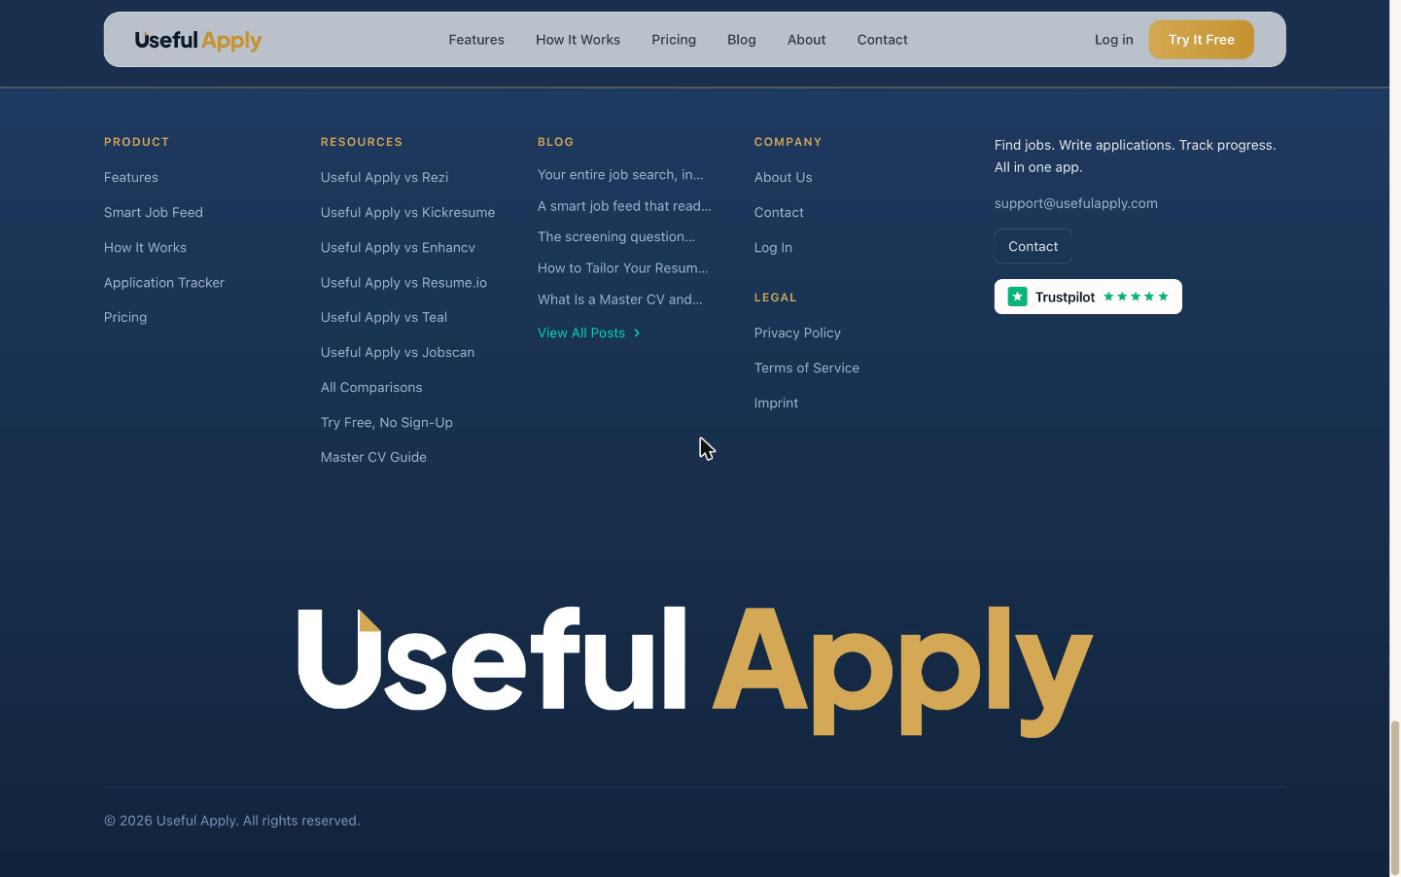 Useful Apply
Features
How It Works
Pricing
Blog
About
Contact
Log in
Try It Free
PRODUCT
Features
Smart Job Feed
How It Works
Application Tracker
Pricing
RESOURCES
Useful Apply vs Rezi
Useful Apply vs Kickresume
Useful Apply vs Enhancv
Useful Apply vs Resume.io
Useful Apply vs Teal
Useful Apply vs Jobscan
All Comparisons
Try Free, No Sign-Up
Master CV Guide
BLOG
Your entire job search, in...
A smart job feed that read...
The screening question...
How to Tailor Your Resum...
What Is a Master CV and...
View All Posts
COMPANY
About Us
Contact
Log In
LEGAL
Privacy Policy
Terms of Service
Imprint
Find jobs. Write applications. Track progress.
All in one app.
support@usefulapply.com
Contact
Trustpilot
Useful Apply
© 2026 Useful Apply. All rights reserved.